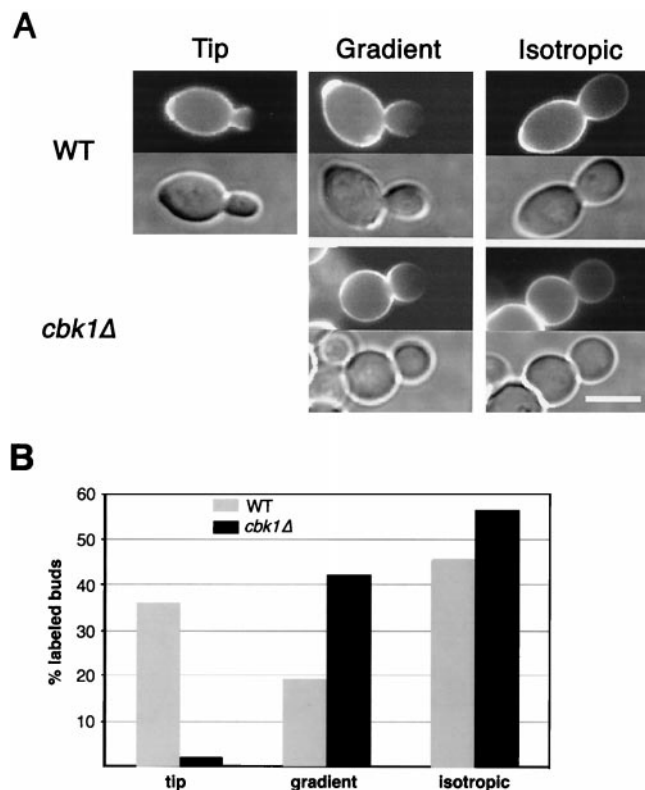 A
Tip Gradient Isotropic
WT
cbk1Δ
B
60
50
40
30
20
10
% labeled buds
WT
cbk1Δ
tip gradient isotropic